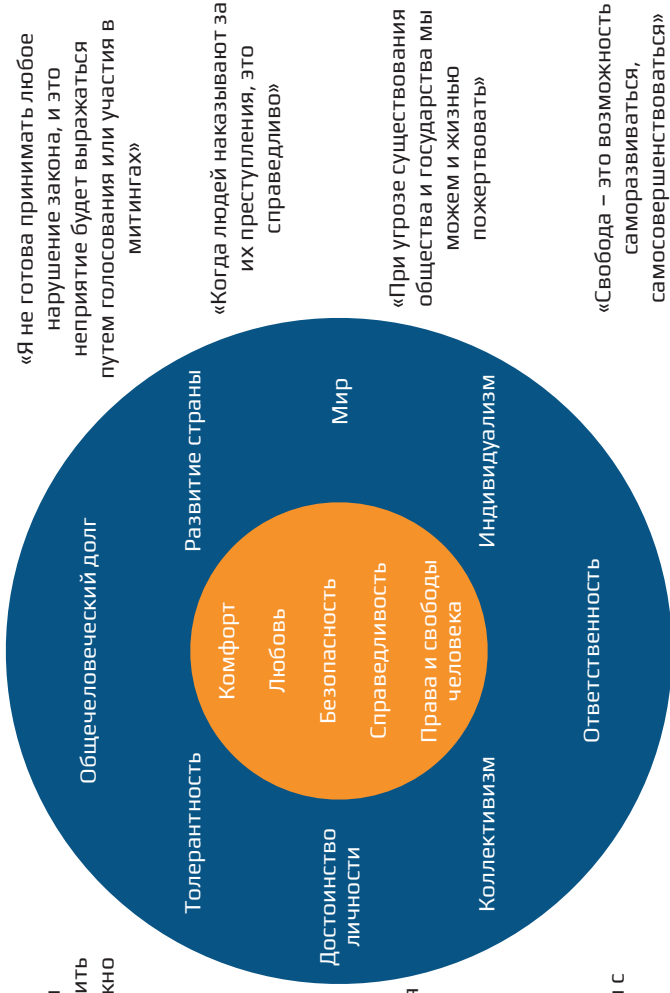 ить
кно
я
и с
Общечеловеческий долг
Толерантность
Развитие страны
Комфорт
Любовь
Достоинство
личности
Безопасность
Мир
Справедливость
Права и свободы
человека
Коллективизм
Индивидуализм
Ответственность
«Я не готова принимать любое
нарушение закона, и это
неприятие будет выражаться
путем голосования или участия в
митингах»
«Когда людей наказывают за
их преступления, это
справедливо»
«При угрозе существования
общества и государства мы
можем и жизнью
пожертвовать»
«Свобода – это возможность
саморазвиваться,
самосовершенствоваться»